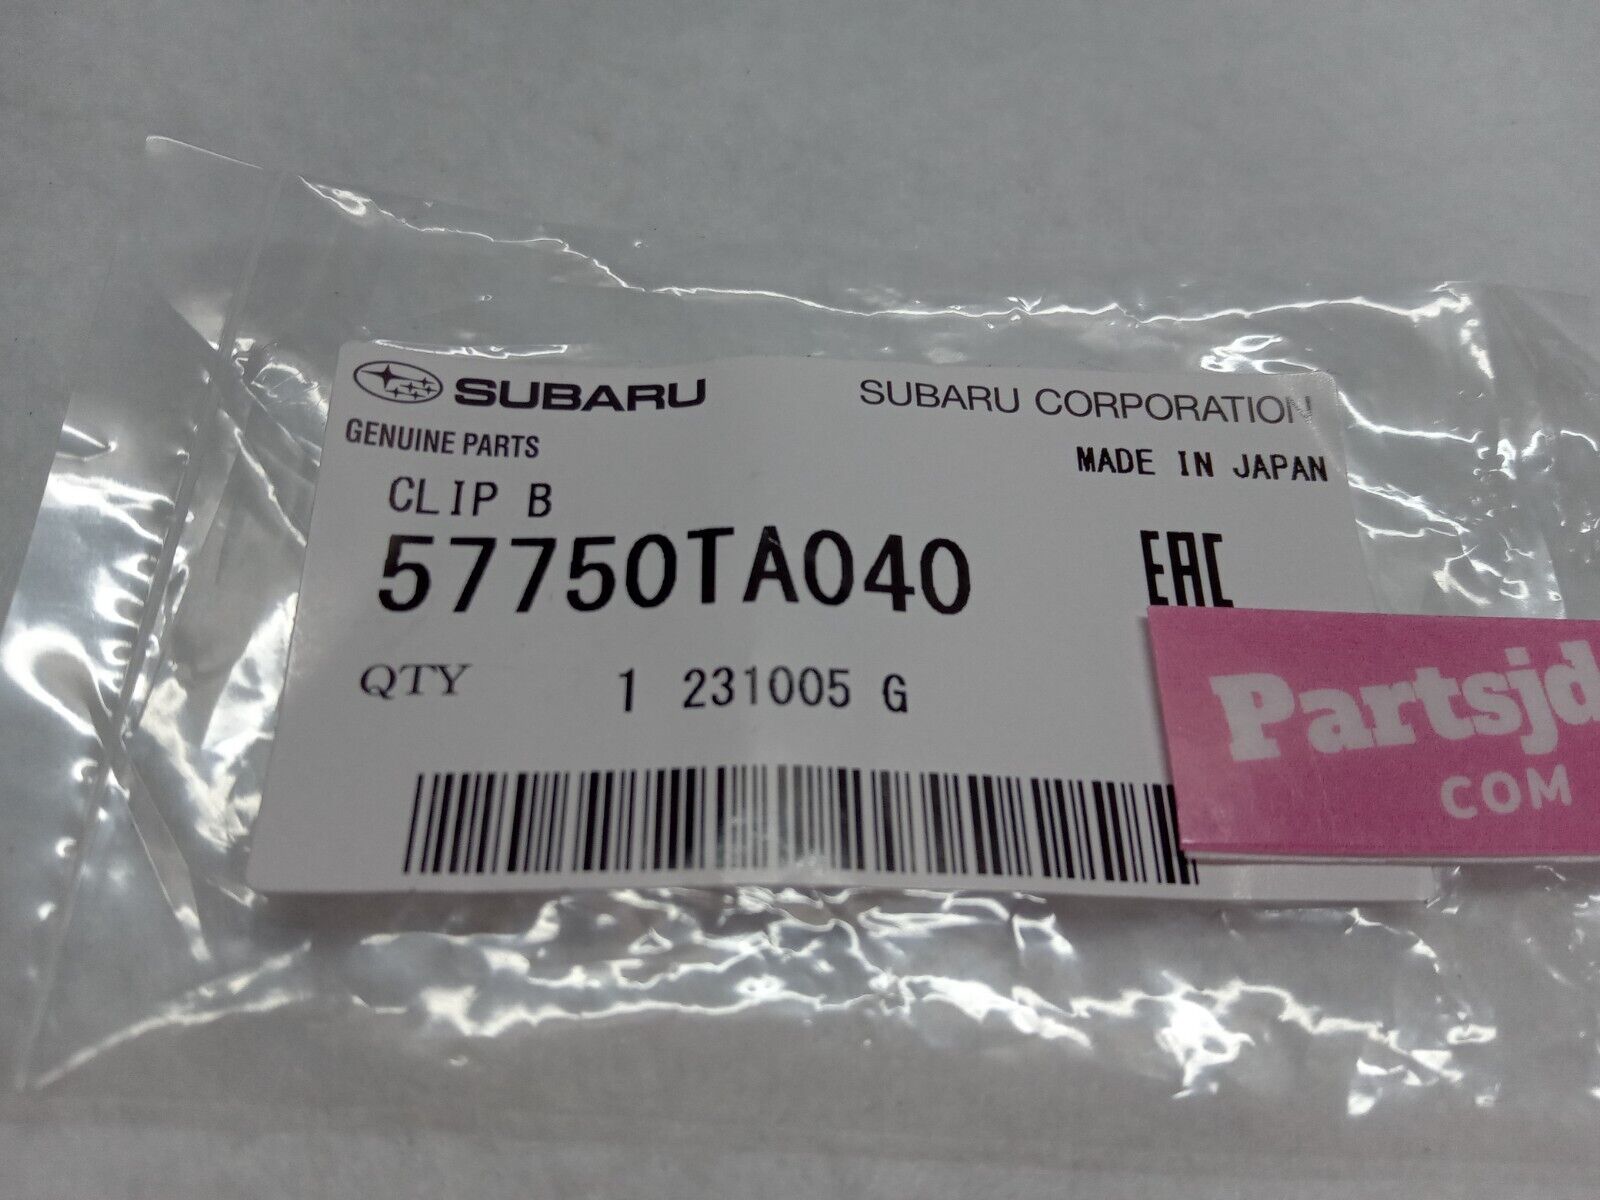 SUBARU
SUBARU CORPORATION
GENUINE PARTS
MADE IN JAPAN
CLIP B
57750TA040
EAC
QTY 1 231005 G
Partsjd
COM